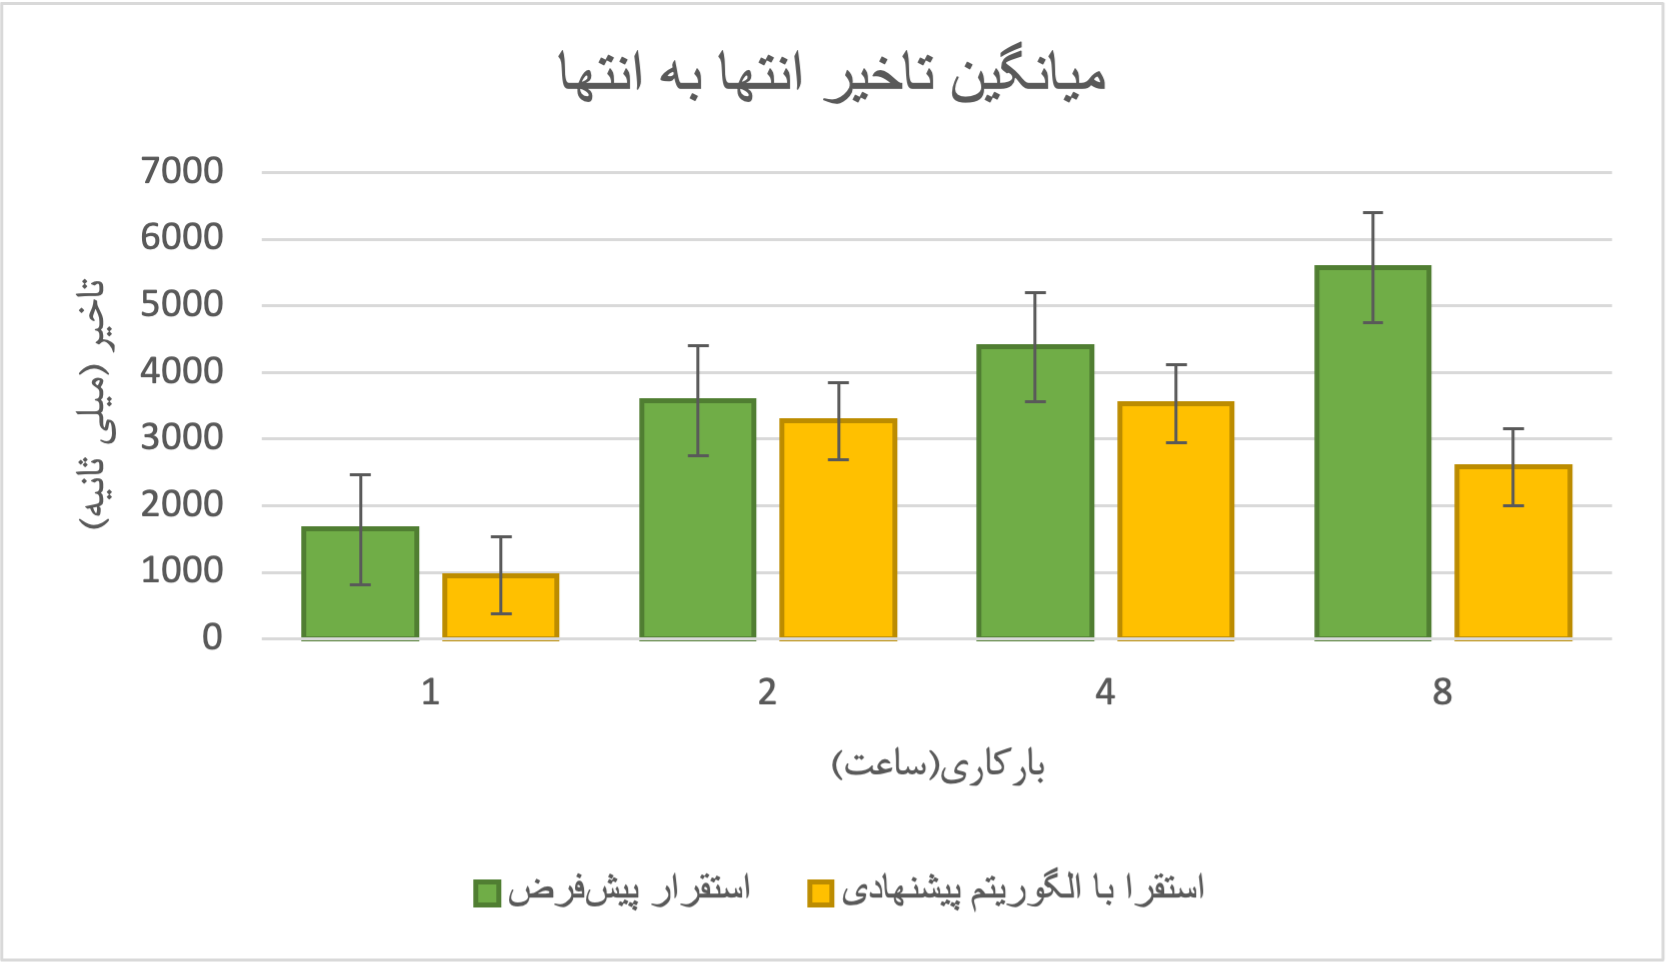 میانگین تاخیر انتها به انتها
7000
6000
5000
4000
3000
2000
1000
0
تاخیر (میلی ثانیه)
1 2 4 8
بارکاری(ساعت)
استقرار پیش‌فرض استقرا با الگوریتم پیشنهادی